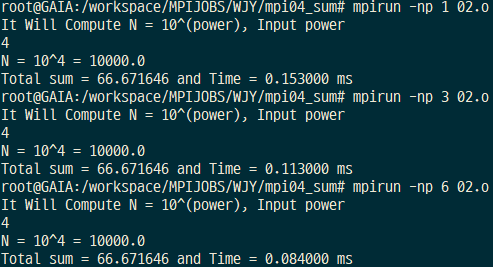 root@GAIA:/workspace/MPIJOBS/WJY/mpi04_sum# mpirun -np 1 02.o
It Will Compute N = 10^(power), Input power
4
N = 10^4 = 10000.0
Total sum = 66.671646 and Time = 0.153000 ms
root@GAIA:/workspace/MPIJOBS/WJY/mpi04_sum# mpirun -np 3 02.o
It Will Compute N = 10^(power), Input power
4
N = 10^4 = 10000.0
Total sum = 66.671646 and Time = 0.113000 ms
root@GAIA:/workspace/MPIJOBS/WJY/mpi04_sum# mpirun -np 6 02.o
It Will Compute N = 10^(power), Input power
4
N = 10^4 = 10000.0
Total sum = 66.671646 and Time = 0.084000 ms